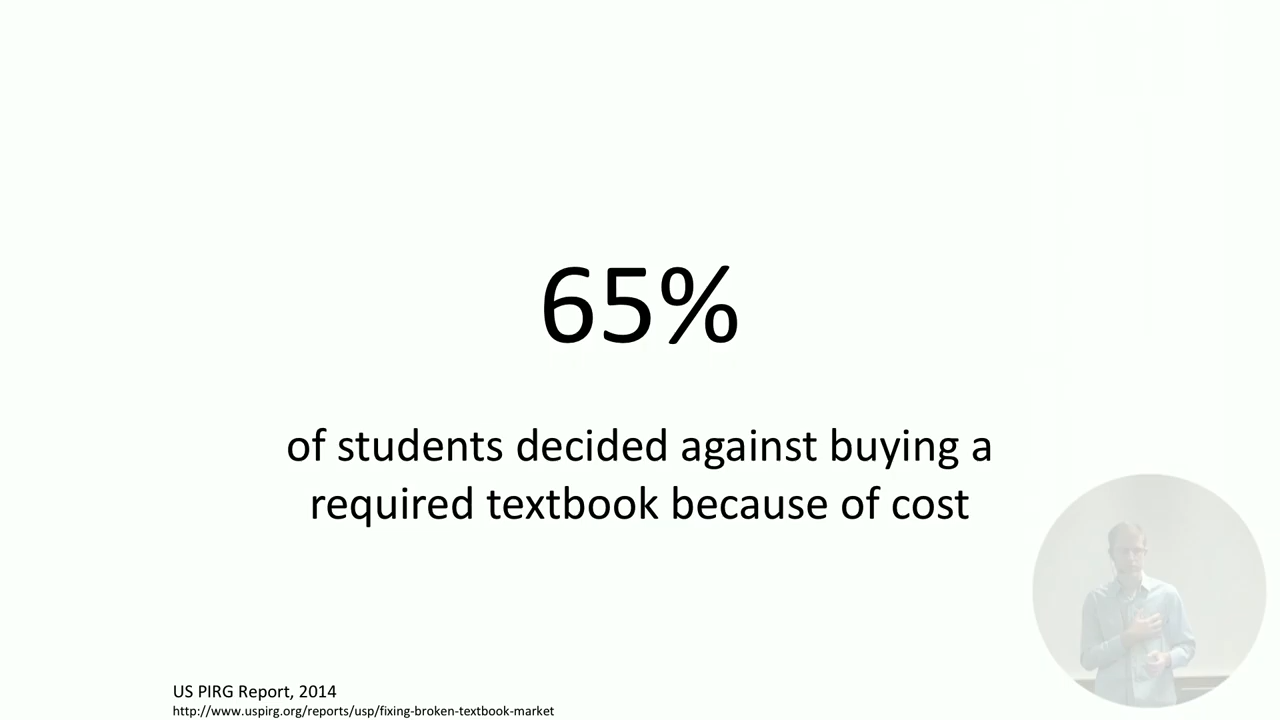 65%
of students decided against buying a
required textbook because of cost
US PIRG Report, 2014
http://www.uspirg.org/reports/usp/fixing-broken-textbook-market